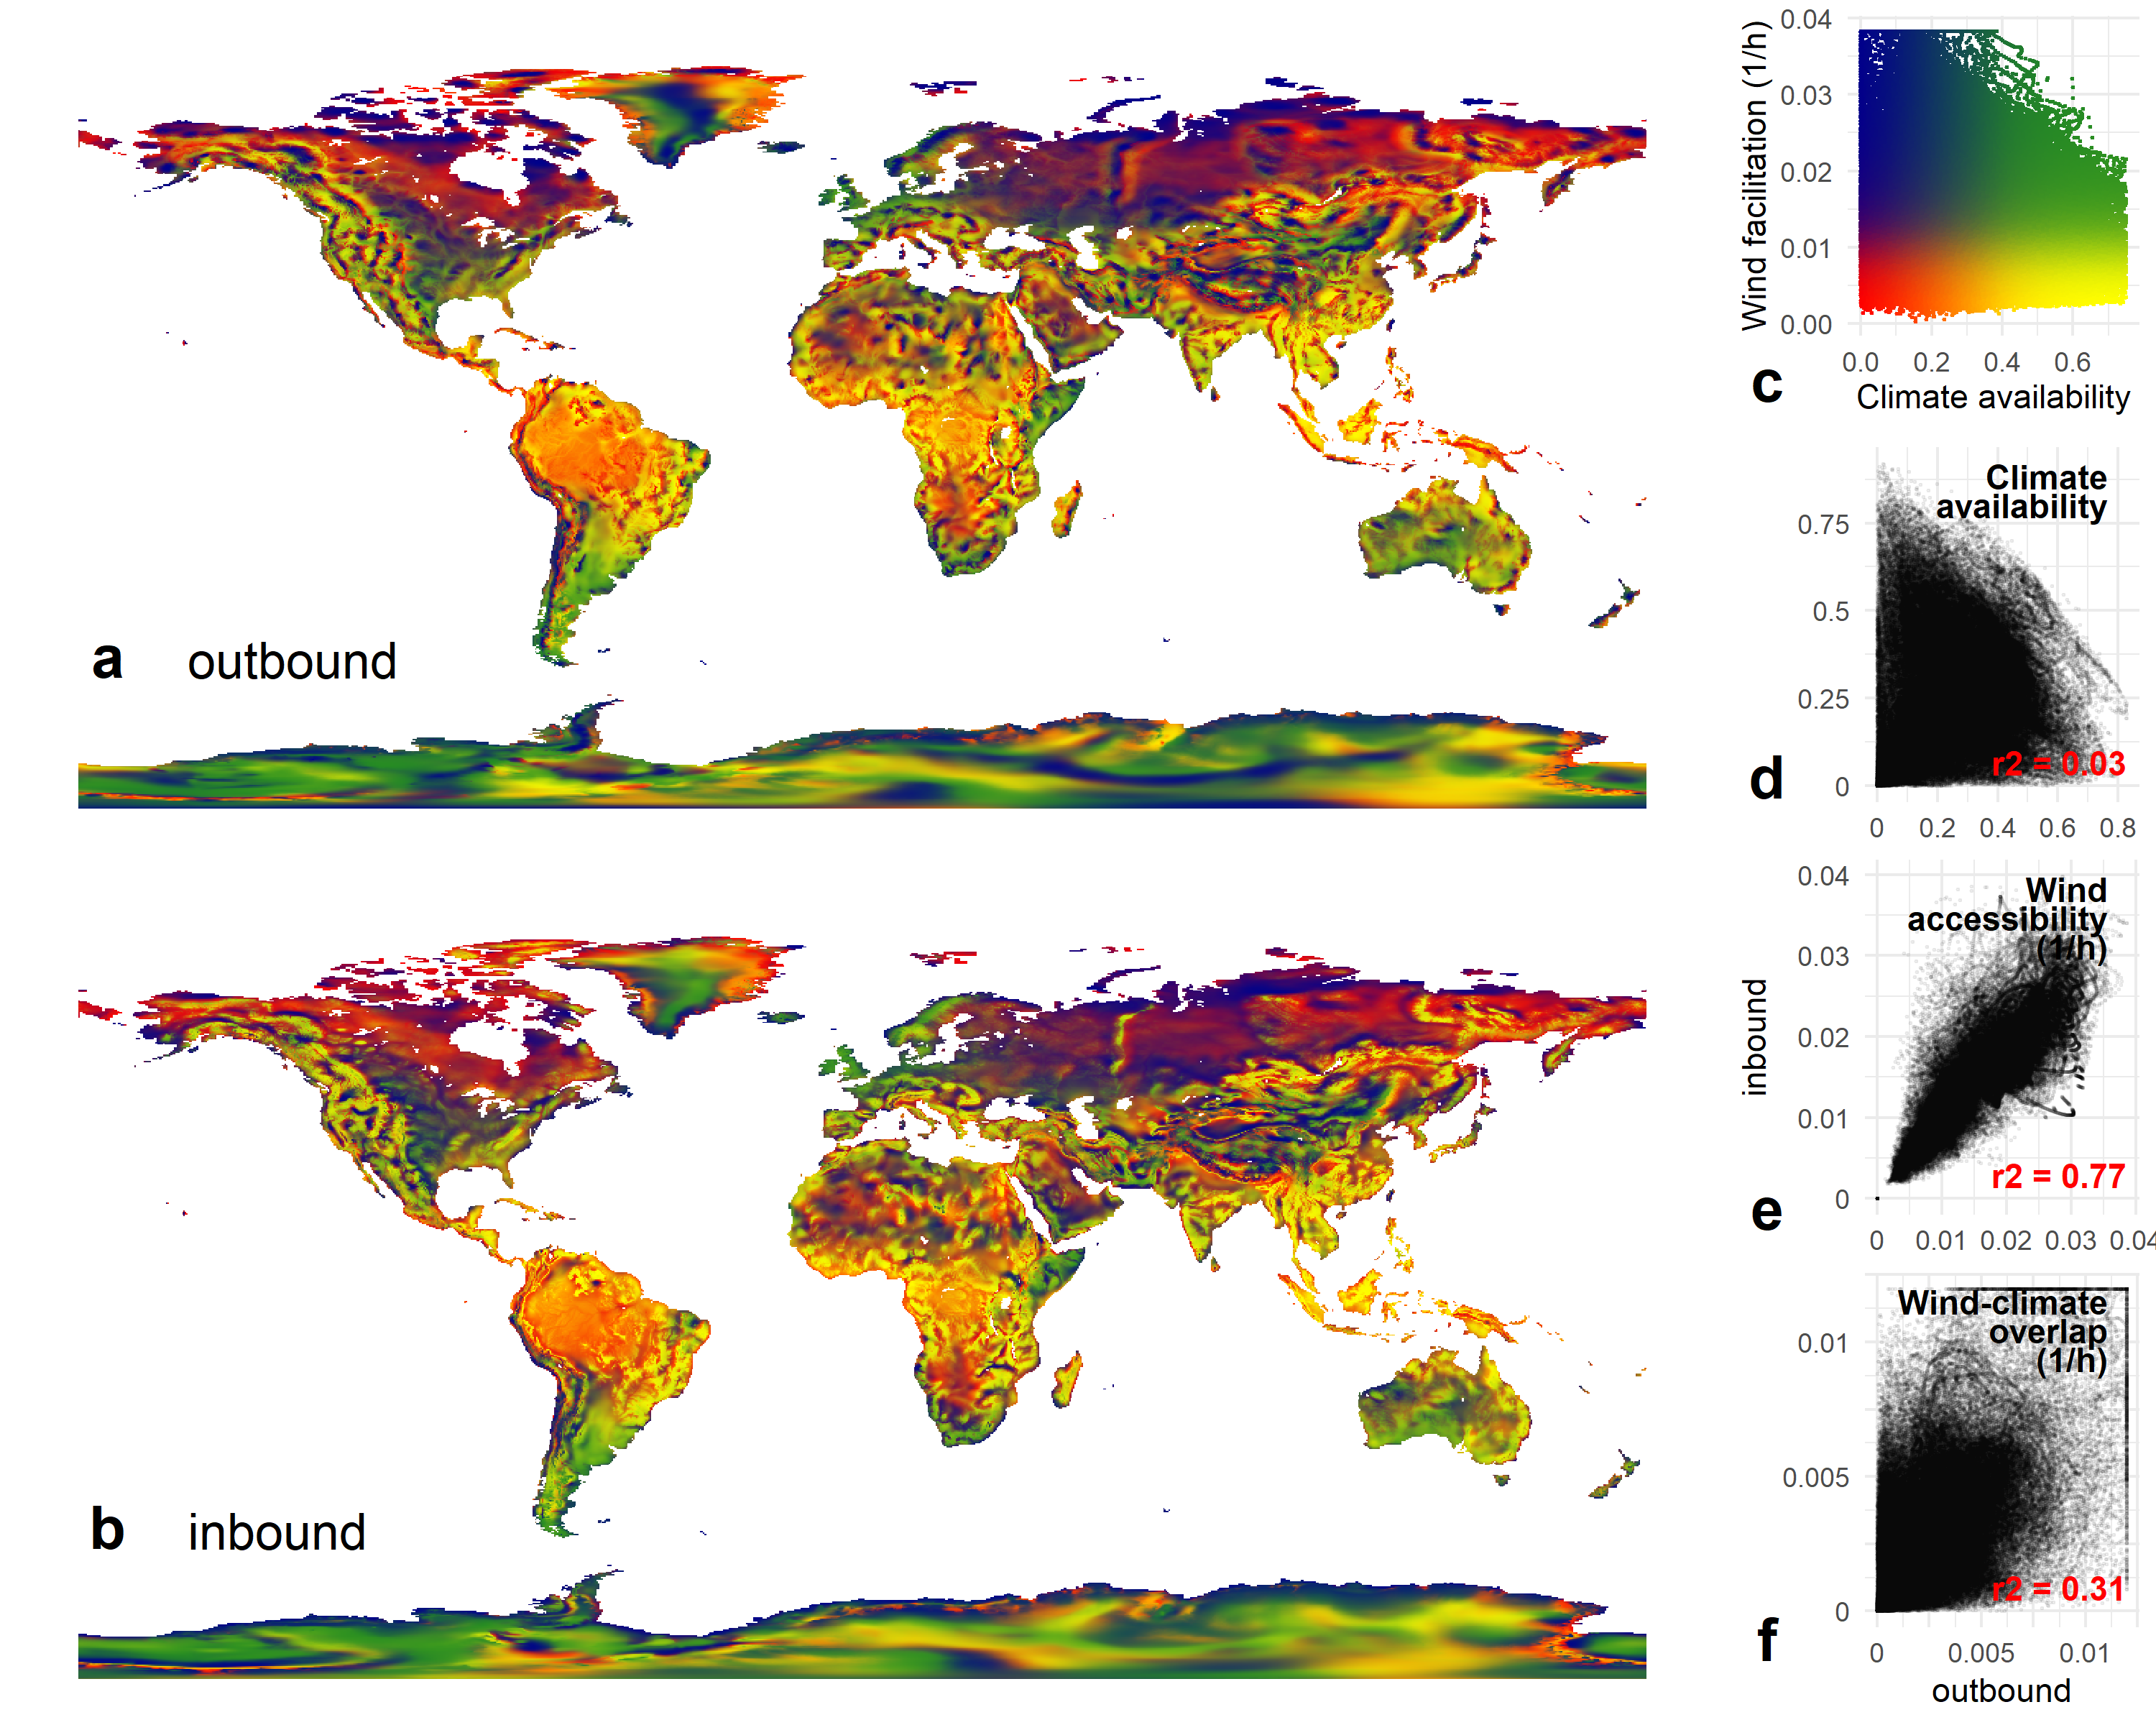 a outbound
b inbound
0.04
0.03
0.02
0.01
0.00
Wind facilitation (1/h)
0.0 0.2 0.4 0.6
Climate availability
c
Climate
availability
0.75
0.5
0.25
0
r2 = 0.03
0 0.2 0.4 0.6 0.8
d
Wind
accessibility
(1/h)
0.04
0.03
0.02
0.01
0
inbound
r2 = 0.77
0 0.01 0.02 0.03 0.04
e
Wind-climate
overlap
(1/h)
0.01
0.005
0
r2 = 0.31
0 0.005 0.01
outbound
f